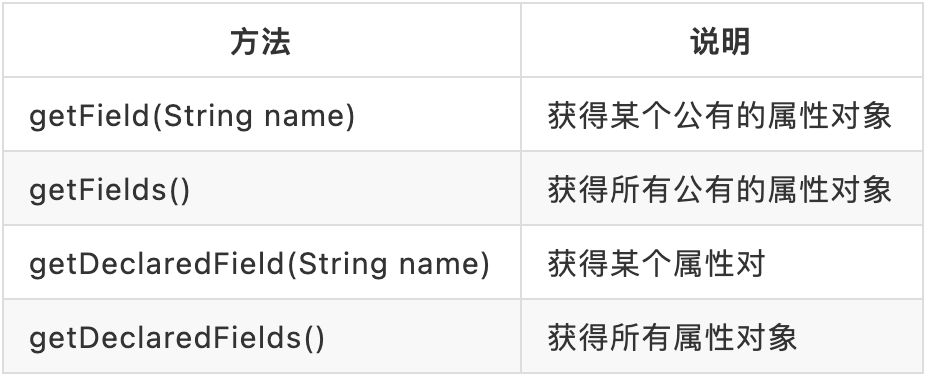 方法 说明
getField(String name) 获得某个公有的属性对象
getFields() 获得所有公有的属性对象
getDeclaredField(String name) 获得某个属性对
getDeclaredFields() 获得所有属性对象